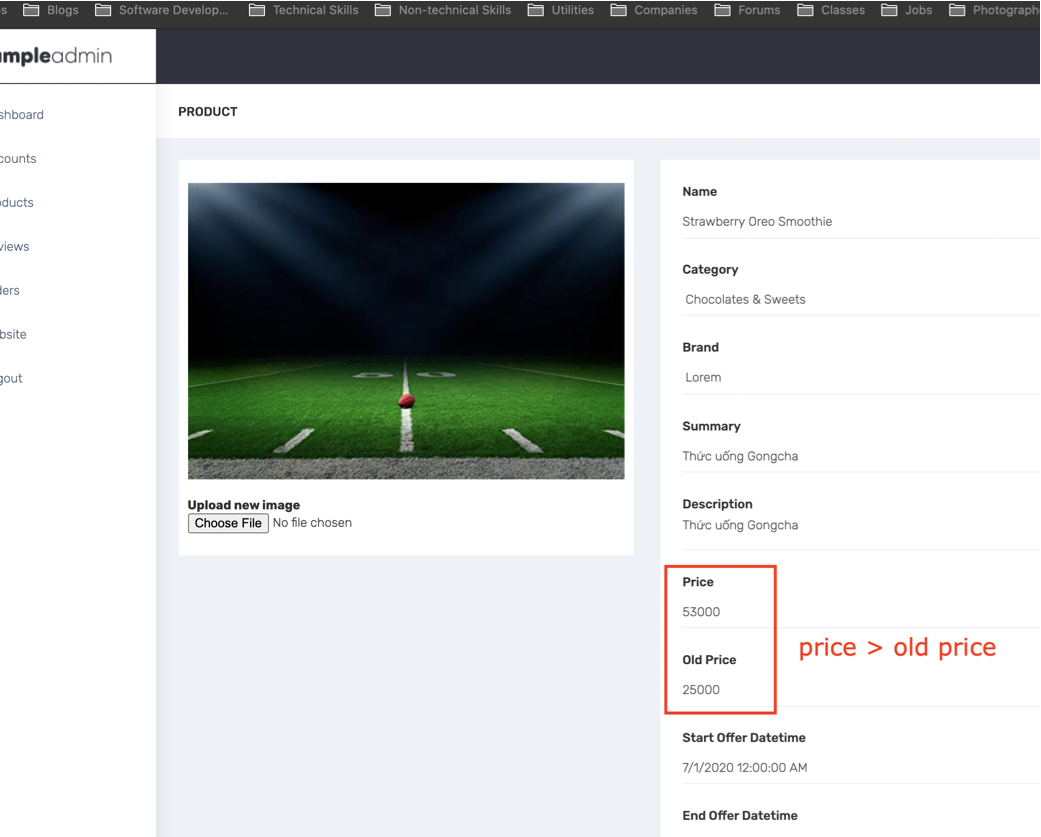 s Blogs Software Develop... Technical Skills Non-technical Skills Utilities Companies Forums Classes Jobs Photograph
mpleadmin
shboard
counts
ducts
views
ders
bsite
gout
PRODUCT
Upload new image
Choose File No file chosen
Name
Strawberry Oreo Smoothie
Category
Chocolates & Sweets
Brand
Lorem
Summary
Thức uống Gongcha
Description
Thức uống Gongcha
Price
53000
Old Price
25000
price > old price
Start Offer Datetime
7/1/2020 12:00:00 AM
End Offer Datetime